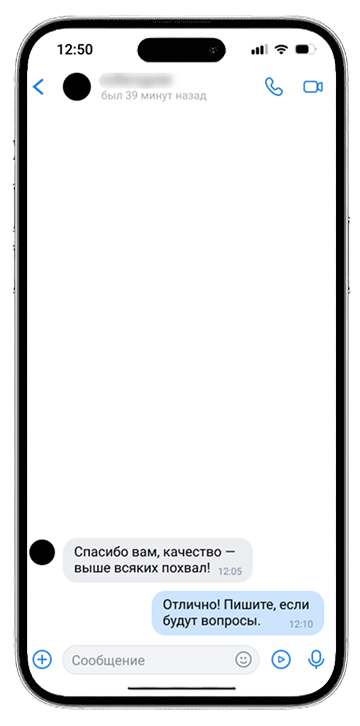 12:50
был 39 минут назад
Спасибо вам, качество —
выше всяких похвал! 12:05
Отлично! Пишите, если
будут вопросы. 12:10
Сообщение